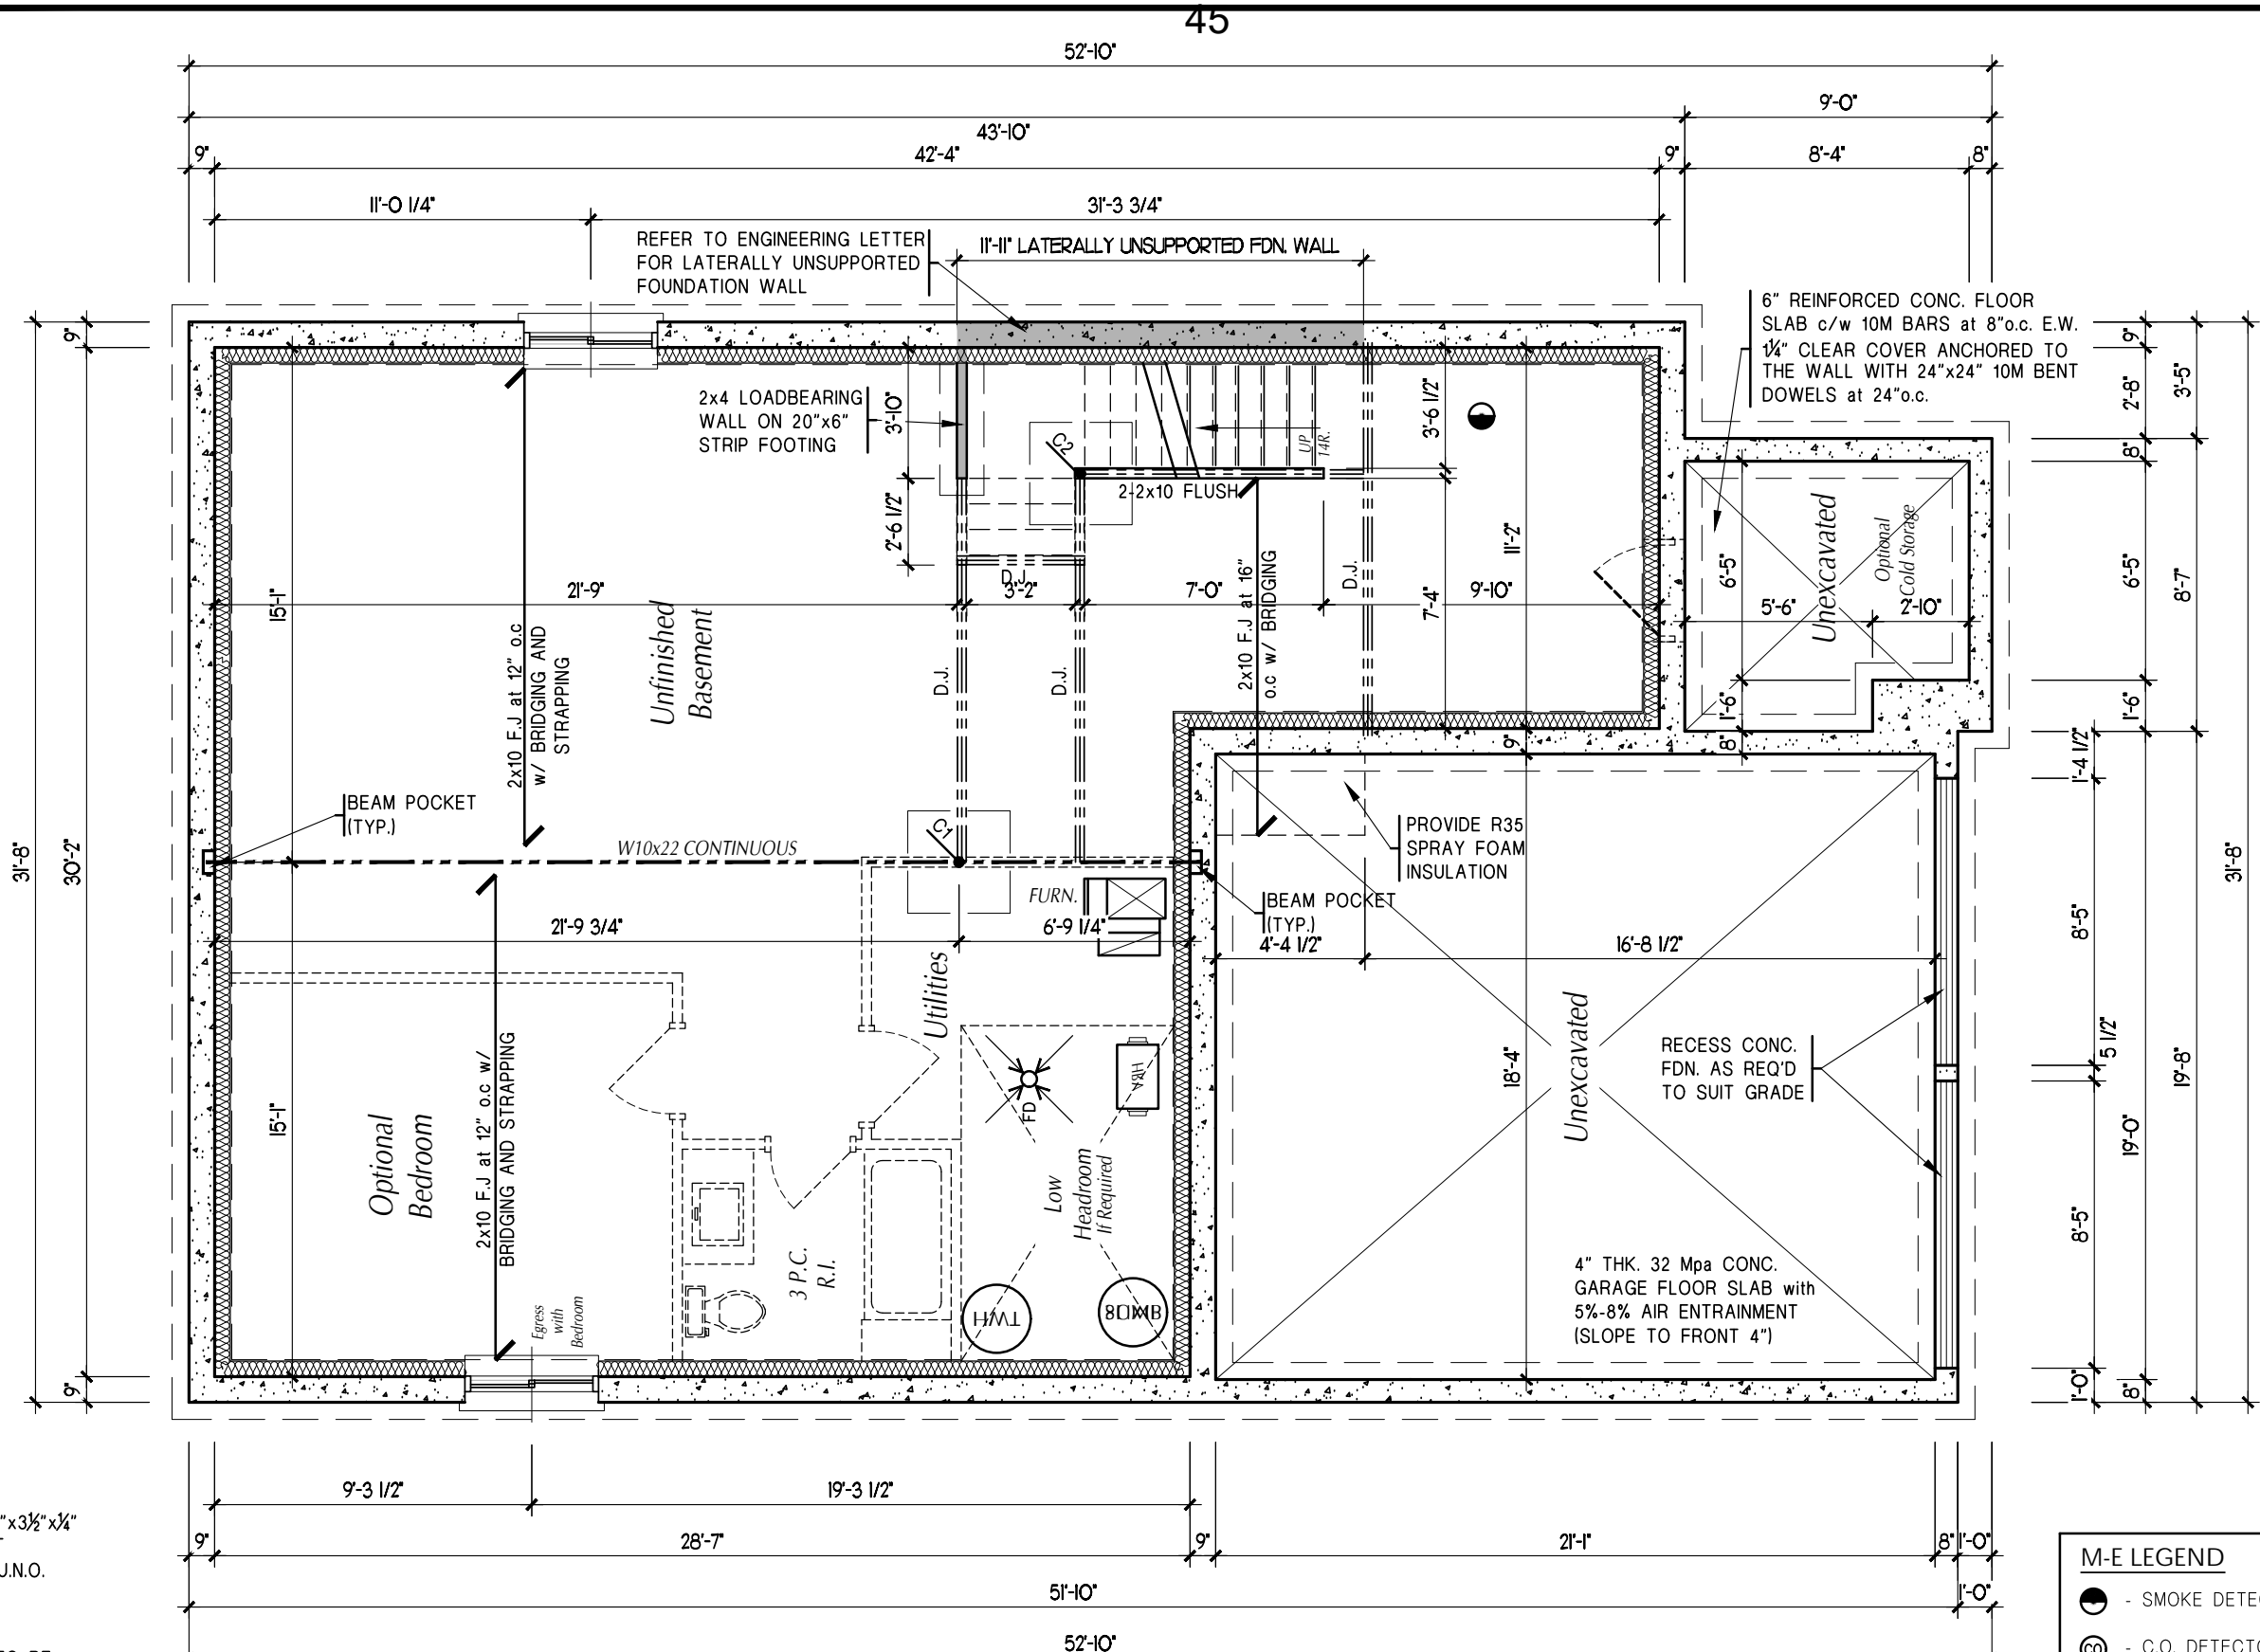 45
52'-10"
9'-0"
43'-10"
9"
42'-4"
9"
8'-4"
8"
11'-0 1/4"
31'-3 3/4"
REFER TO ENGINEERING LETTER
FOR LATERALLY UNSUPPORTED
FOUNDATION WALL
11'-11" LATERALLY UNSUPPORTED FDN. WALL
6" REINFORCED CONC. FLOOR
SLAB c/w 10M BARS at 8"o.c. E.W.
1¼" CLEAR COVER ANCHORED TO
THE WALL WITH 24"x24" 10M BENT
DOWELS at 24"o.c.
9"
9"
2'-8"
3'-5"
8"
2x4 LOADBEARING
WALL ON 20"x6"
STRIP FOOTING
3'-10"
C2
UP
14R.
3'-6 1/2"
2-2x10 FLUSH
2'-6 1/2"
11'-2"
Unexcavated
Optional
Cold Storage
6'-5"
6'-5"
8'-7"
15'-1"
21'-9"
D.J.
3'-2"
7'-0"
D.J.
7'-4"
9'-10"
5'-6"
2'-10"
2x10 F.J at 12" o.c
w/ BRIDGING AND
STRAPPING
Unfinished
Basement
D.J.
D.J.
2x10 F.J at 16"
o.c w/ BRIDGING
1'-6"
1'-6"
9"
8"
1'-4 1/2"
BEAM POCKET
(TYP.)
W10x22 CONTINUOUS
C1
PROVIDE R35
SPRAY FOAM
INSULATION
31'-8"
30'-2"
31'-8"
FURN.
BEAM POCKET
(TYP.)
21'-9 3/4"
6'-9 1/4"
4'-4 1/2"
16'-8 1/2"
8'-5"
Utilities
Unexcavated
18'-4"
RECESS CONC.
FDN. AS REQ'D
TO SUIT GRADE
5 1/2"
19'-8"
19'-0"
15'-1"
Optional
Bedroom
2x10 F.J at 12" o.c w/
BRIDGING AND STRAPPING
FD
Low
Headroom
If Required
8'-5"
3 P.C.
R.I.
TWH
4" THK. 32 Mpa CONC.
GARAGE FLOOR SLAB with
5%-8% AIR ENTRAINMENT
(SLOPE TO FRONT 4")
Egress
with
Bedroom
9"
1'-0"
8"
9'-3 1/2"
19'-3 1/2"
"x3½"x¼"
9"
28'-7"
9"
21'-1"
8"
1'-0"
U.N.O.
51'-10"
1'-0"
52'-10"
M-E LEGEND
- SMOKE DETE
CO - C.O. DETECTO